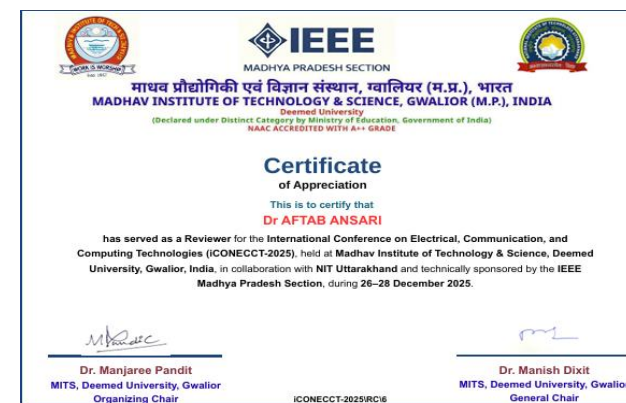 WORK IS WORSHIP
IEEE
MADHYA PRADESH SECTION
माधव प्रौद्योगिकी एवं विज्ञान संस्थान, ग्वालियर (म.प्र.), भारत
MADHAV INSTITUTE OF TECHNOLOGY & SCIENCE, GWALIOR (M.P.), INDIA
Deemed University
(Declared under Distinct Category by Ministry of Education, Government of India)
NAAC ACCREDITED WITH A++ GRADE
Certificate
of Appreciation
This is to certify that
Dr AFTAB ANSARI
has served as a Reviewer for the International Conference on Electrical, Communication, and
Computing Technologies (iCONECCT-2025), held at Madhav Institute of Technology & Science, Deemed
University, Gwalior, India, in collaboration with NIT Uttarakhand and technically sponsored by the IEEE
Madhya Pradesh Section, during 26–28 December 2025.
Dr. Manjaree Pandit
MITS, Deemed University, Gwalior
Organizing Chair
iCONECCT-2025\RC\6
Dr. Manish Dixit
MITS, Deemed University, Gwalio
General Chair